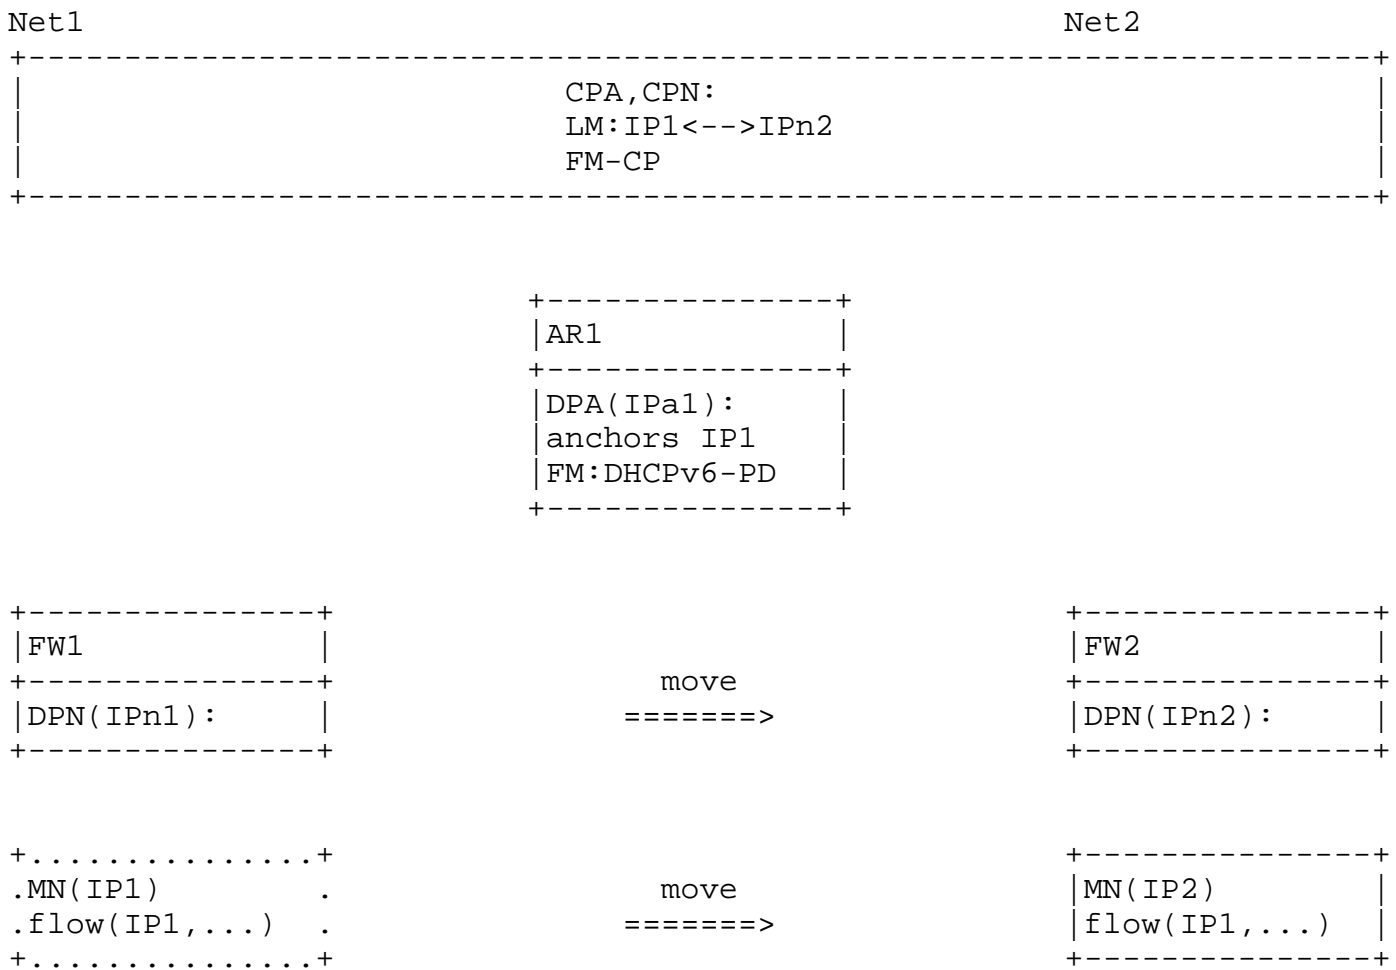 Net1                                                              Net2
+---------------------------------------------------------------------+
|                            CPA,CPN:                                 |
|                            LM:IP1<-->IPn2                           |
|                            FM-CP                                    |
+---------------------------------------------------------------------+
                           +---------------+
                           |AR1            |
                           +---------------+
                           |DPA(IPa1):     |
                           |anchors IP1    |
                           |FM:DHCPv6-PD   |
                           +---------------+
+---------------+                                     +---------------+
|FW1            |                                     |FW2            |
+---------------+                move                 +---------------+
|DPN(IPn1):     |              =======>               |DPN(IPn2):     |
+---------------+                                     +---------------+
+...............+                                     +---------------+
.MN(IP1)        .                move                 |MN(IP2)        |
.flow(IP1,...)  .              =======>               |flow(IP1,...)  |
+...............+                                     +---------------+